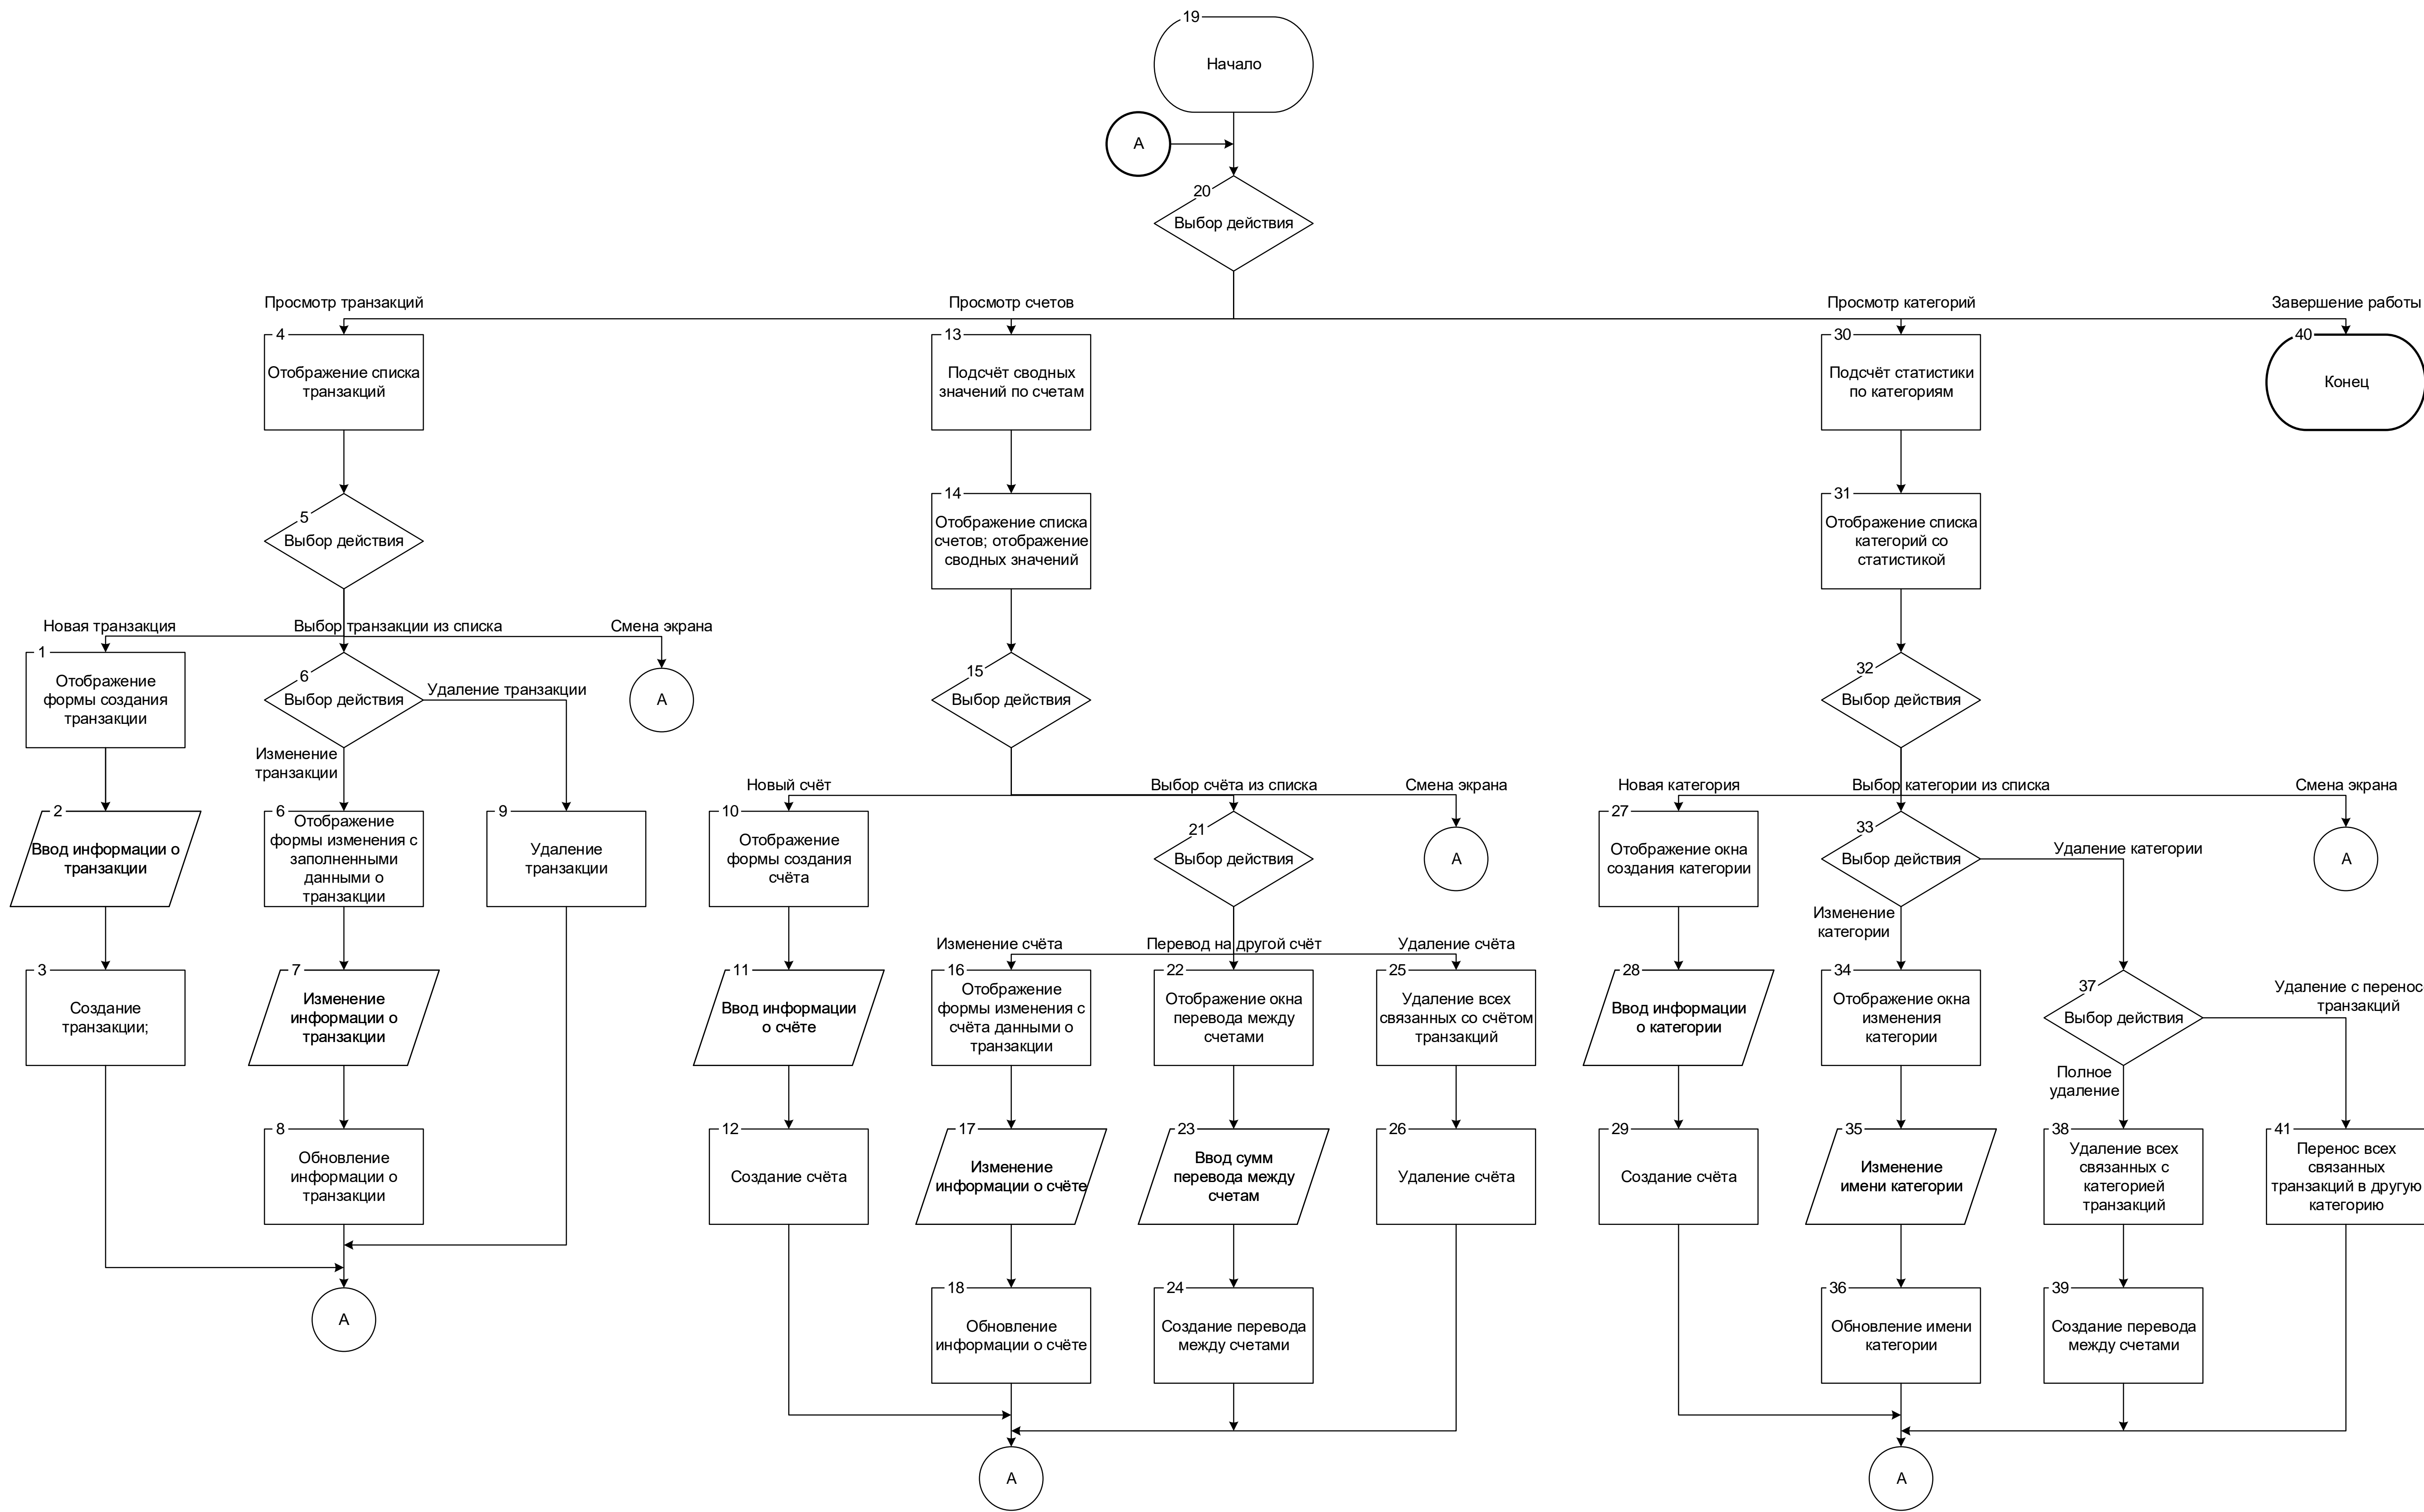 19
Начало
А
20
Выбор действия
Просмотр транзакций
Просмотр счетов
Просмотр категорий
Завершение работы
4
Отображение списка
транзакций
13
Подсчёт сводных
значений по счетам
30
Подсчёт статистики
по категориям
40
Конец
5
Выбор действия
14
Отображение списка
счетов; отображение
сводных значений
31
Отображение списка
категорий со
статистикой
Новая транзакция
Выбор транзакции из списка
Смена экрана
1
Отображение
формы создания
транзакции
6
Выбор действия
Удаление транзакции
А
15
Выбор действия
32
Выбор действия
Изменение
транзакции
Новый счёт
Выбор счёта из списка
Смена экрана
Новая категория
Выбор категории из списка
Смена экрана
2
Ввод информации о
транзакции
6
Отображение
формы изменения с
заполненными
данными о
транзакции
9
Удаление
транзакции
10
Отображение
формы создания
счёта
21
Выбор действия
А
27
Отображение окна
создания категории
33
Выбор действия
Удаление категории
А
Изменение
категории
Изменение счёта
Перевод на другой счёт
Удаление счёта
3
Создание
транзакции;
7
Изменение
информации о
транзакции
11
Ввод информации
о счёте
16
Отображение
формы изменения с
счёта данными о
транзакции
22
Отображение окна
перевода между
счетами
25
Удаление всех
связанных со счётом
транзакций
28
Ввод информации
о категории
34
Отображение окна
изменения
категории
37
Выбор действия
Удаление с перенос
транзакций
Полное
удаление
8
Обновление
информации о
транзакции
12
Создание счёта
17
Изменение
информации о счёте
23
Ввод сумм
перевода между
счетам
26
Удаление счёта
29
Создание счёта
35
Изменение
имени категории
38
Удаление всех
связанных с
категорией
транзакций
41
Перенос всех
связанных
транзакций в другую
категорию
А
18
Обновление
информации о счёте
24
Создание перевода
между счетами
36
Обновление имени
категории
39
Создание перевода
между счетами
А
А